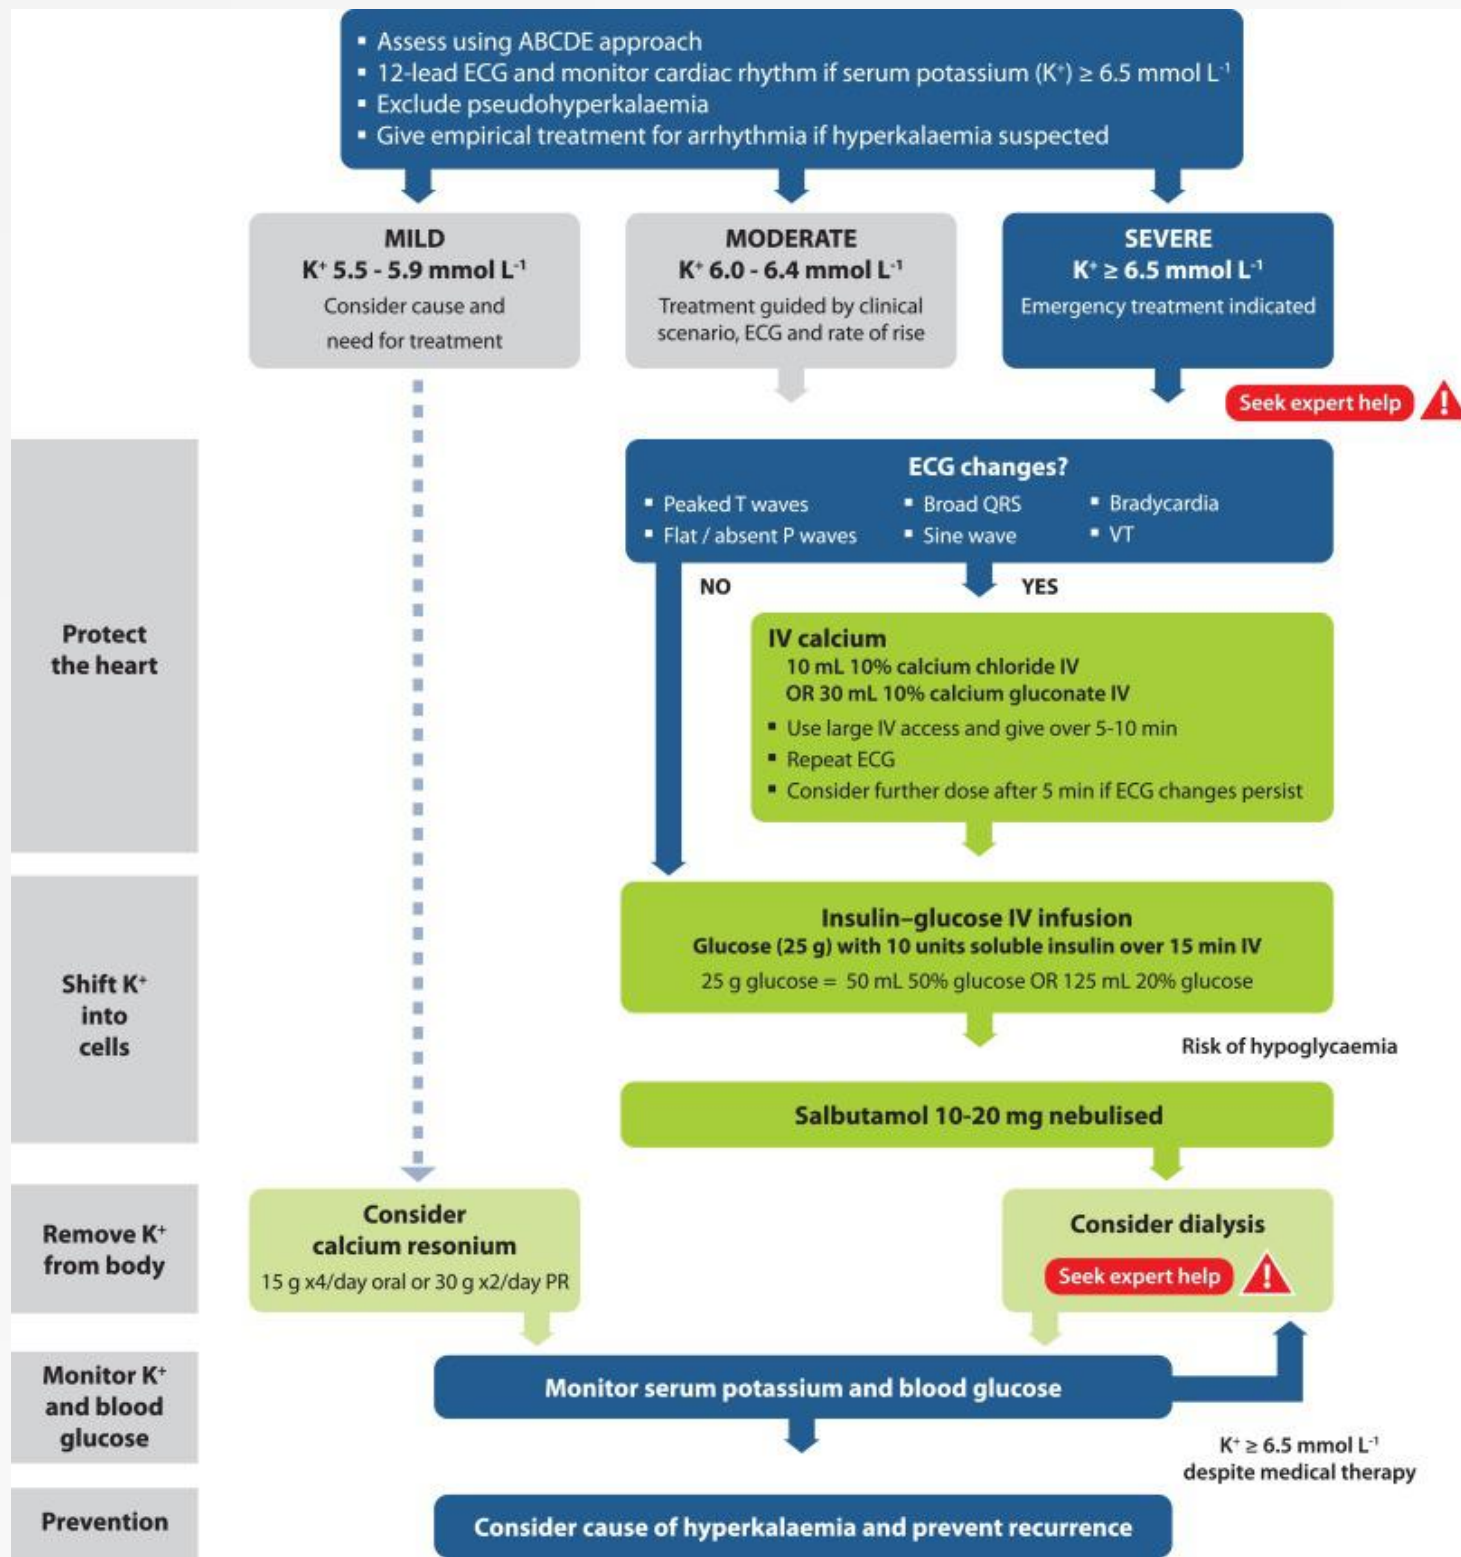 ▪ Assess using ABCDE approach
▪ 12-lead ECG and monitor cardiac rhythm if serum potassium (K⁺) ≥ 6.5 mmol L⁻¹
▪ Exclude pseudohyperkalaemia
▪ Give empirical treatment for arrhythmia if hyperkalaemia suspected
MILD
K⁺ 5.5 - 5.9 mmol L⁻¹
Consider cause and
need for treatment
MODERATE
K⁺ 6.0 - 6.4 mmol L⁻¹
Treatment guided by clinical
scenario, ECG and rate of rise
SEVERE
K⁺ ≥ 6.5 mmol L⁻¹
Emergency treatment indicated
Seek expert help
!
Protect
the heart
ECG changes?
▪ Peaked T waves
▪ Flat / absent P waves
▪ Broad QRS
▪ Sine wave
▪ Bradycardia
▪ VT
NO
YES
IV calcium
10 mL 10% calcium chloride IV
OR 30 mL 10% calcium gluconate IV
▪ Use large IV access and give over 5-10 min
▪ Repeat ECG
▪ Consider further dose after 5 min if ECG changes persist
Shift K⁺
into
cells
Insulin–glucose IV infusion
Glucose (25 g) with 10 units soluble insulin over 15 min IV
25 g glucose = 50 mL 50% glucose OR 125 mL 20% glucose
Risk of hypoglycaemia
Salbutamol 10-20 mg nebulised
Remove K⁺
from body
Consider
calcium resonium
15 g x4/day oral or 30 g x2/day PR
Consider dialysis
Seek expert help
!
Monitor K⁺
and blood
glucose
Monitor serum potassium and blood glucose
K⁺ ≥ 6.5 mmol L⁻¹
despite medical therapy
Prevention
Consider cause of hyperkalaemia and prevent recurrence